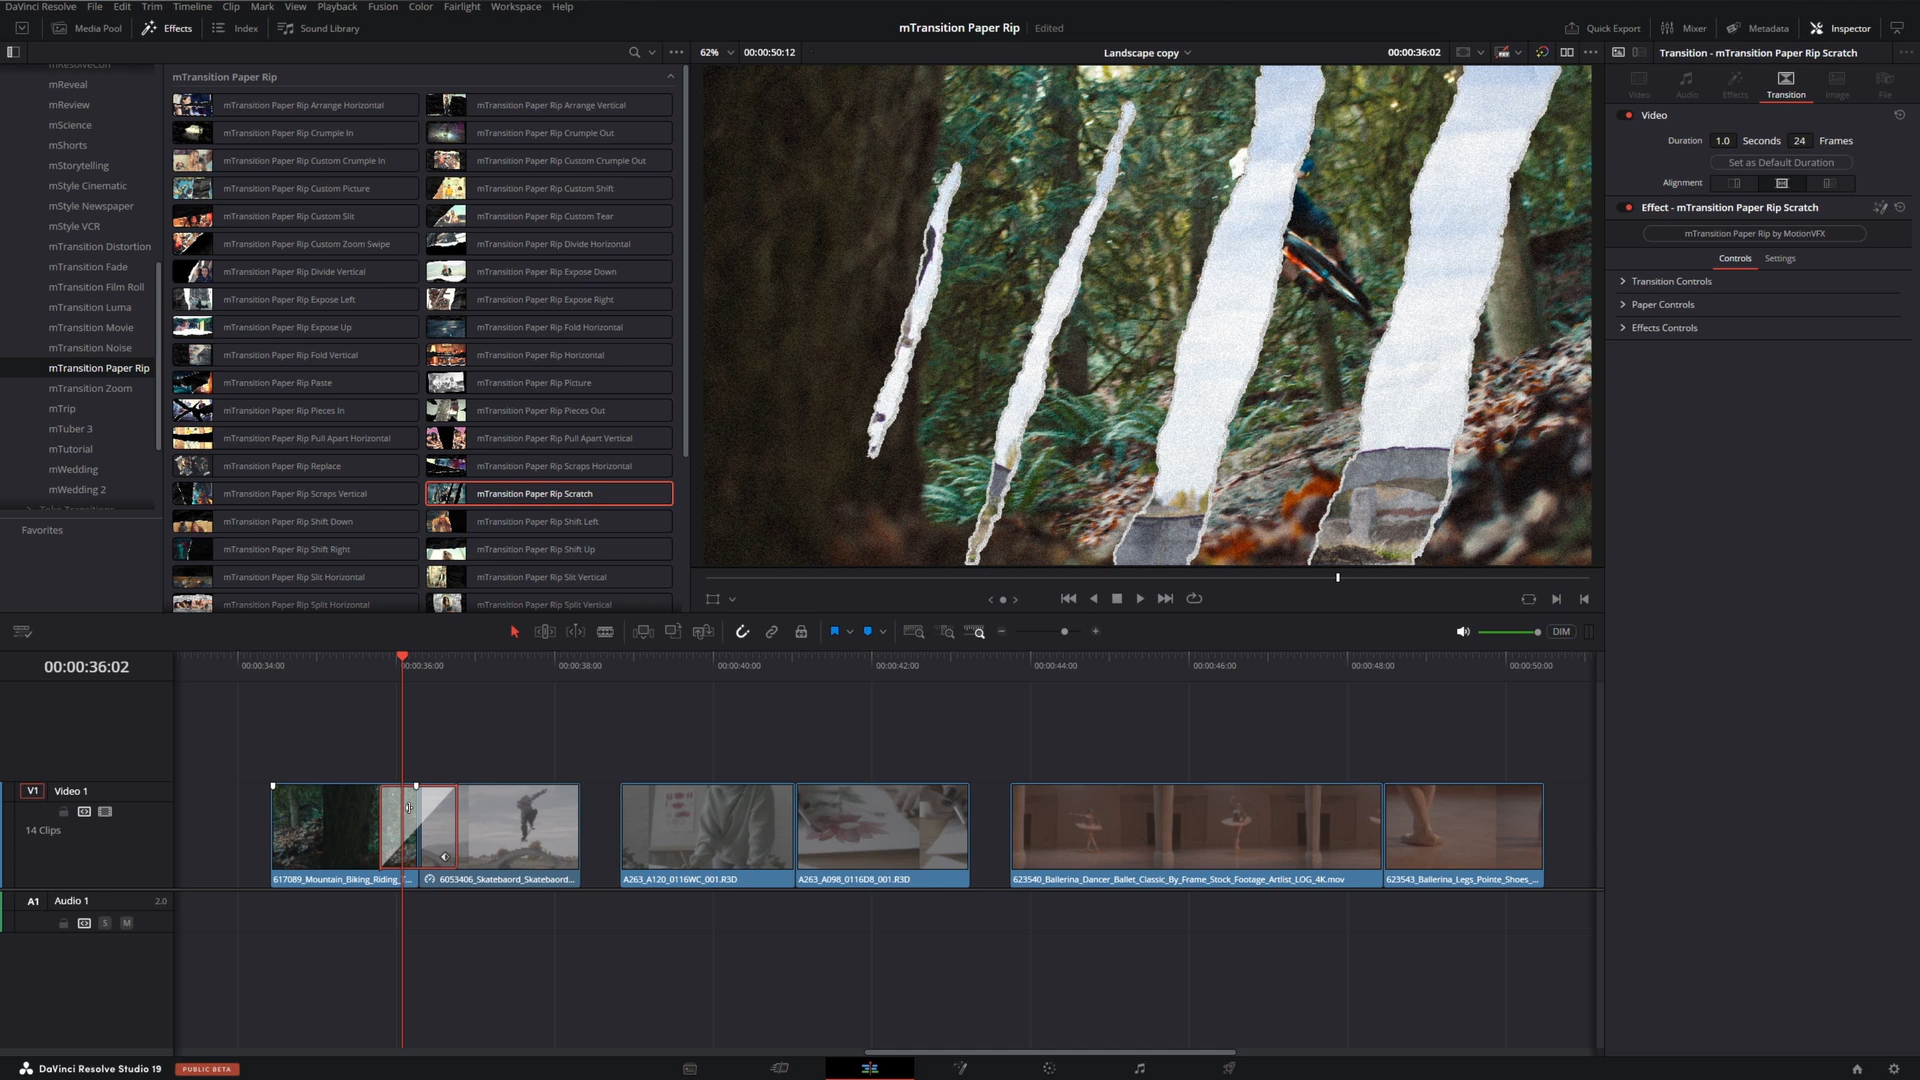 DaVinci Resolve File Edit Trim Timeline Clip Mark View Playback Fusion Color Fairlight Workspace Help
Media Pool Effects Index Sound Library
mTransition Paper Rip Edited
Quick Export Mixer Metadata Inspector
62% 00:00:50:12
Landscape copy
00:00:36:02
Transition - mTransition Paper Rip Scratch
mReveal
mReview
mScience
mShorts
mStorytelling
mStyle Cinematic
mStyle Newspaper
mStyle VCR
mTransition Distortion
mTransition Fade
mTransition Film Roll
mTransition Luma
mTransition Movie
mTransition Noise
mTransition Paper Rip
mTransition Zoom
mTrip
mTuber 3
mTutorial
mWedding
mWedding 2
Favorites
mTransition Paper Rip
mTransition Paper Rip Arrange Horizontal
mTransition Paper Rip Arrange Vertical
mTransition Paper Rip Crumple In
mTransition Paper Rip Crumple Out
mTransition Paper Rip Custom Crumple In
mTransition Paper Rip Custom Crumple Out
mTransition Paper Rip Custom Picture
mTransition Paper Rip Custom Shift
mTransition Paper Rip Custom Slit
mTransition Paper Rip Custom Tear
mTransition Paper Rip Custom Zoom Swipe
mTransition Paper Rip Divide Horizontal
mTransition Paper Rip Divide Vertical
mTransition Paper Rip Expose Down
mTransition Paper Rip Expose Left
mTransition Paper Rip Expose Right
mTransition Paper Rip Expose Up
mTransition Paper Rip Fold Horizontal
mTransition Paper Rip Fold Vertical
mTransition Paper Rip Horizontal
mTransition Paper Rip Paste
mTransition Paper Rip Picture
mTransition Paper Rip Pieces In
mTransition Paper Rip Pieces Out
mTransition Paper Rip Pull Apart Horizontal
mTransition Paper Rip Pull Apart Vertical
mTransition Paper Rip Replace
mTransition Paper Rip Scraps Horizontal
mTransition Paper Rip Scraps Vertical
mTransition Paper Rip Scratch
mTransition Paper Rip Shift Down
mTransition Paper Rip Shift Left
mTransition Paper Rip Shift Right
mTransition Paper Rip Shift Up
mTransition Paper Rip Slit Horizontal
mTransition Paper Rip Slit Vertical
mTransition Paper Rip Split Horizontal
mTransition Paper Rip Split Vertical
Video Audio Effects Transition Image File
Video
Duration 1.0 Seconds 24 Frames
Set as Default Duration
Alignment
Effect - mTransition Paper Rip Scratch
mTransition Paper Rip by MotionVFX
Controls Settings
Transition Controls
Paper Controls
Effects Controls
DIM
00:00:36:02
00:00:34:00 00:00:36:00 00:00:38:00 00:00:40:00 00:00:42:00 00:00:44:00 00:00:46:00 00:00:48:00 00:00:50:00
V1 Video 1
14 Clips
617089_Mountain_Biking_Riding_...
6053406_Skatebaord_Skatebaord...
A263_A120_0116WC_001.R3D
A263_A098_0116D8_001.R3D
623540_Ballerina_Dancer_Ballet_Classic_By_Frame_Stock_Footage_Artlist_LOG_4K.mov
623543_Ballerina_Legs_Pointe_Shoes_...
A1 Audio 1 2.0
S M
DaVinci Resolve Studio 19 PUBLIC BETA